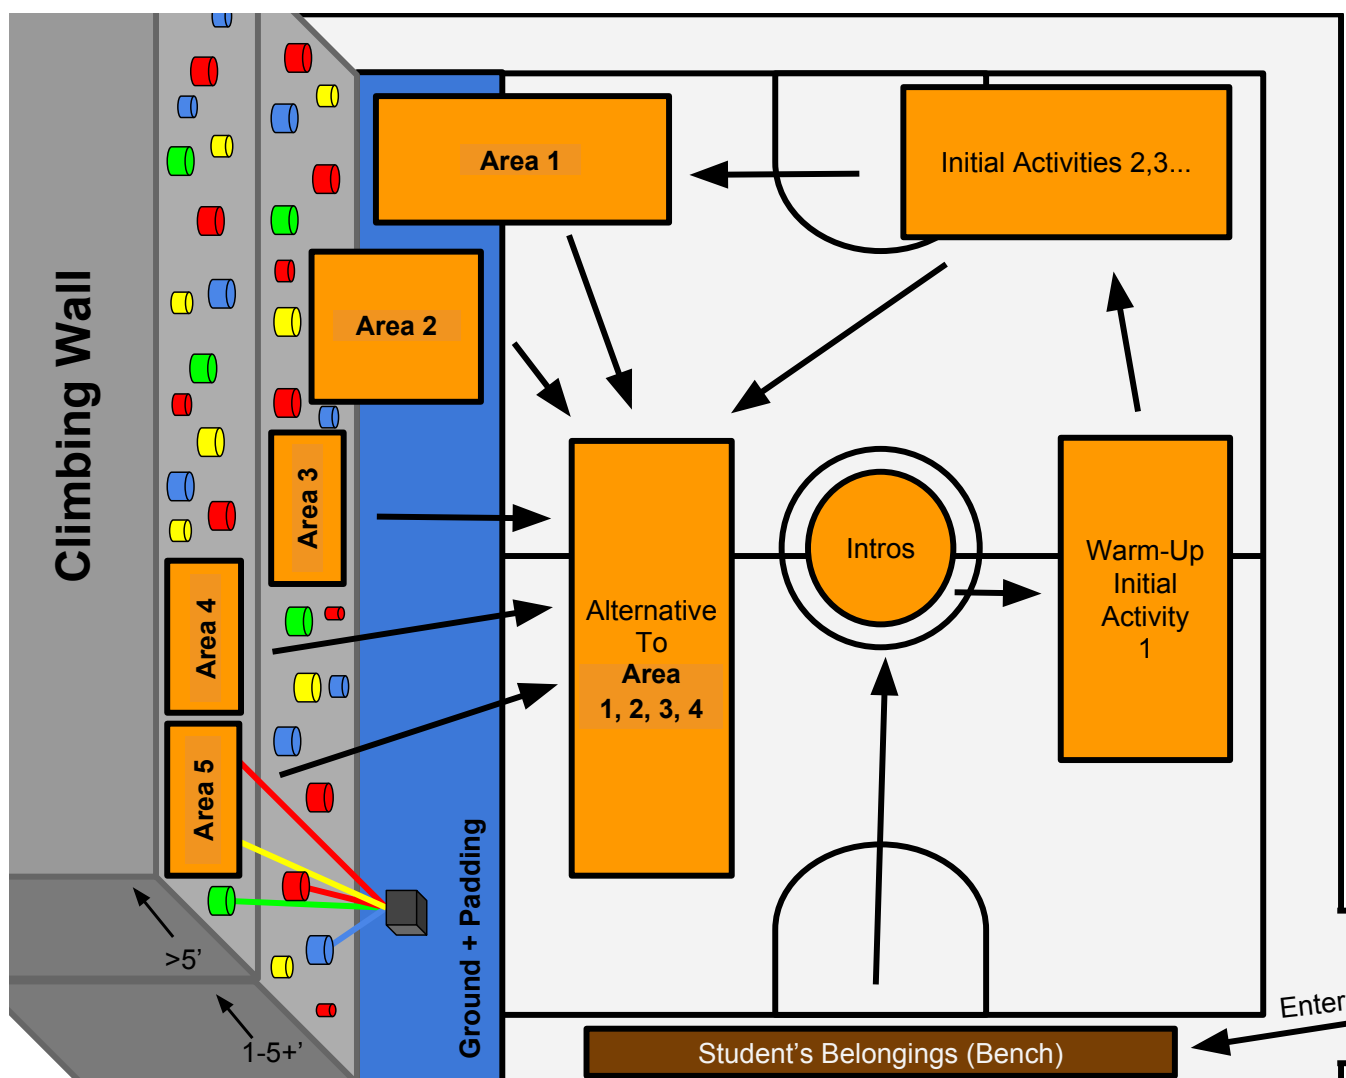 Climbing Wall
Area 1
Initial Activities 2,3...
Area 2
Area 3
Area 4
Area 5
Alternative
To
Area
1, 2, 3, 4
Intros
Warm-Up
Initial
Activity
1
Ground + Padding
>5’
1-5+’
Enter
Student’s Belongings (Bench)